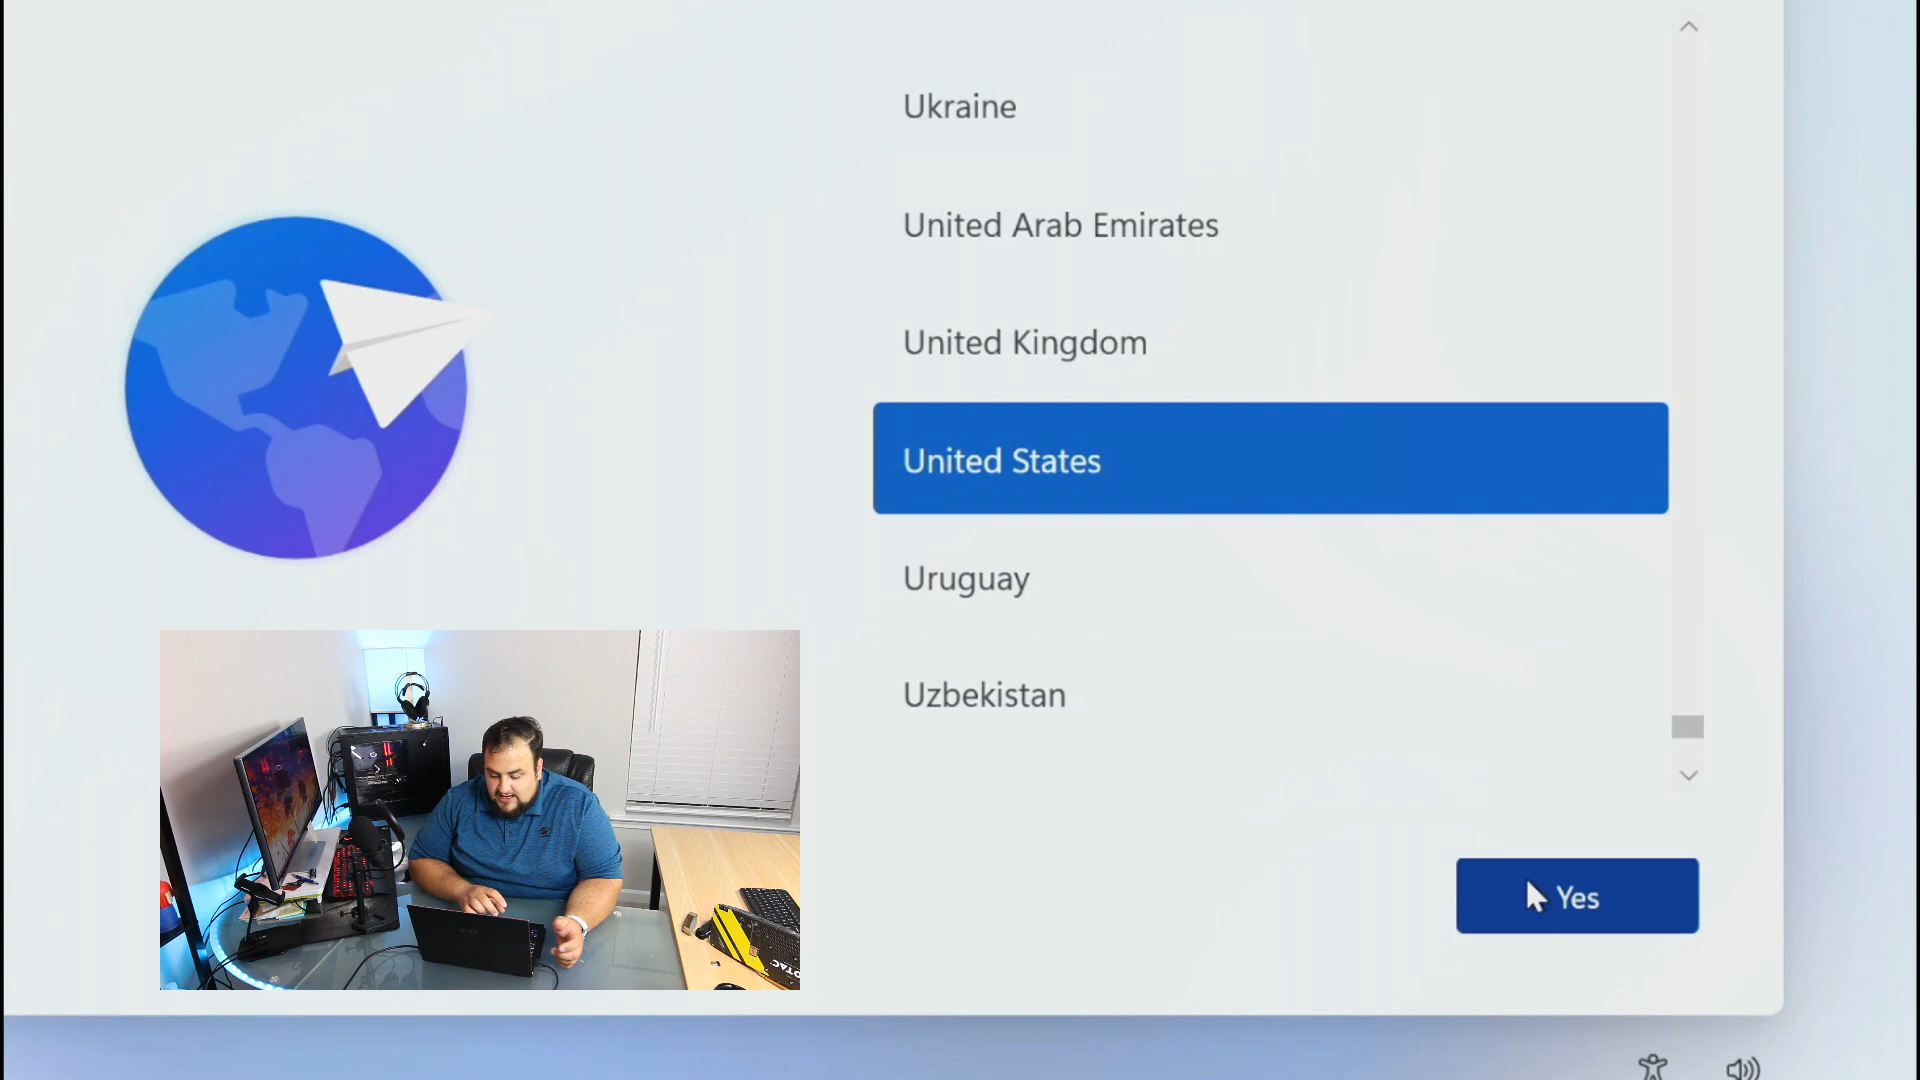 Ukraine
United Arab Emirates
United Kingdom
United States
Uruguay
Uzbekistan
Yes